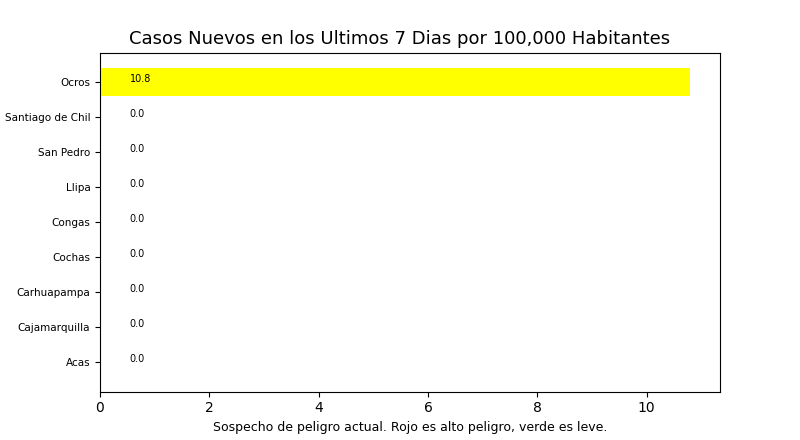 Casos Nuevos en los Ultimos 7 Dias por 100,000 Habitantes
Ocros 10.8
Santiago de Chil 0.0
San Pedro 0.0
Llipa 0.0
Congas 0.0
Cochas 0.0
Carhuapampa 0.0
Cajamarquilla 0.0
Acas 0.0
0 2 4 6 8 10
Sospecho de peligro actual. Rojo es alto peligro, verde es leve.